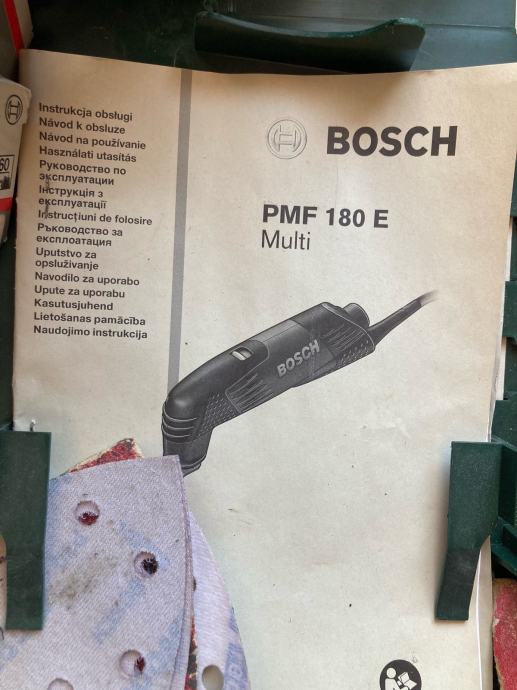 Instrukcja obsługi
Návod k obsluze
Návod na používanie
Használati utasítás
Руководство по
эксплуатации
Інструкція з
експлуатації
Instrucțiuni de folosire
Ръководство за
експлоатация
Uputstvo za
opsluživanje
Navodilo za uporabo
Upute za uporabu
Kasutusjuhend
Lietošanas pamācība
Naudojimo instrukcija
BOSCH
PMF 180 E
Multi
BOSCH
60